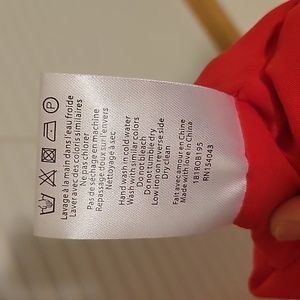 P
Lavage à la main dans l'eau froide
Laver avec des colors similaires
Ne pas chloner
Pas de séchage en machine
Repassage doux sur l'envers
Nettoyage à sec
Hand wash in cold water
Wash with similar colors
Do not bleach
Do not tumble dry
Low iron on reverse side
Dry clean
Fait avec amour en Chine
Made with love in China
1818OB195
RN154043